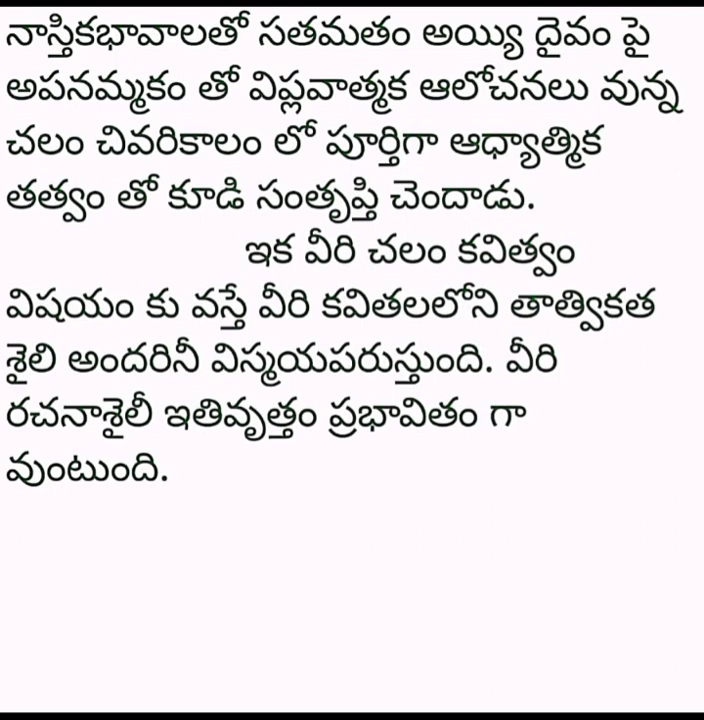 నాస్తికభావాలతో సతమతం అయ్యి దైవం పై
అపనమ్మకం తో విప్లవాత్మక ఆలోచనలు వున్న
చలం చివరికాలం లో పూర్తిగా ఆధ్యాత్మిక
తత్వం తో కూడి సంతృప్తి చెందాడు.
ఇక వీరి చలం కవిత్వం
విషయం కు వస్తే వీరి కవితలలోని తాత్వికత
శైలి అందరినీ విస్మయపరుస్తుంది. వీరి
రచనాశైలీ ఇతివృత్తం ప్రభావితం గా
వుంటుంది.